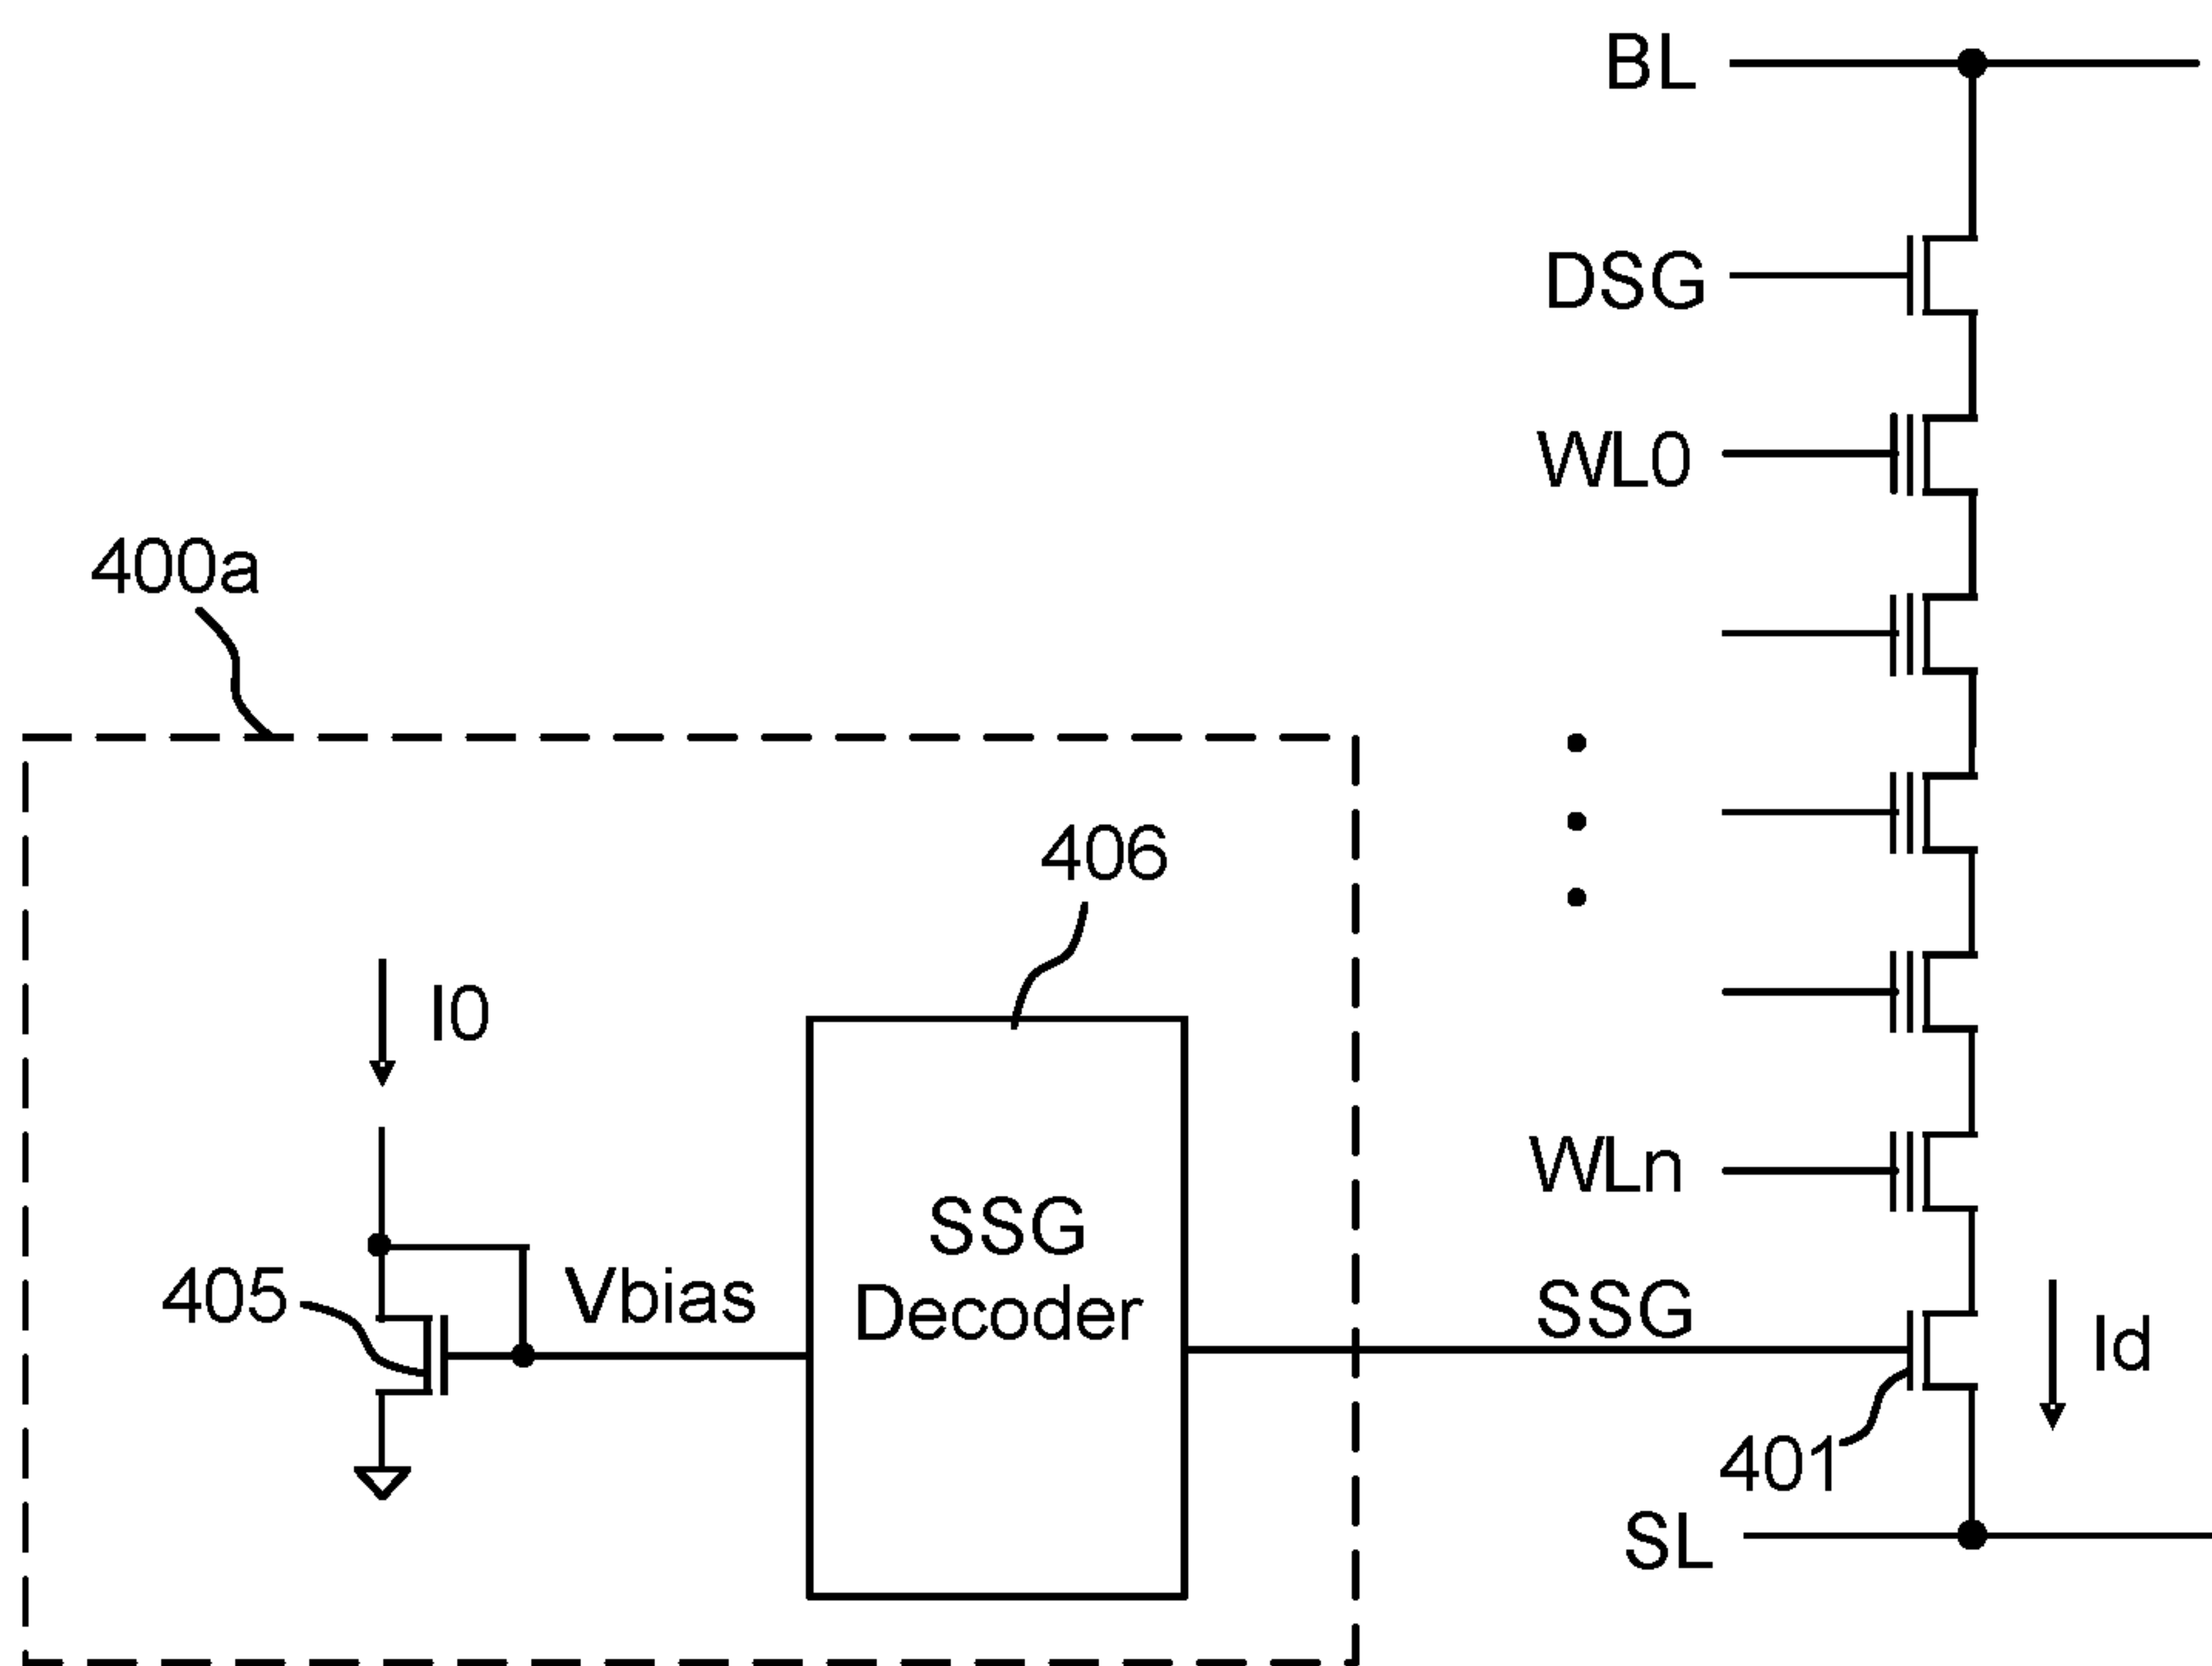 BL
DSG
WL0
400a
406
I0
WLn
SSG
Decoder
405
Vbias
SSG
Id
401
SL